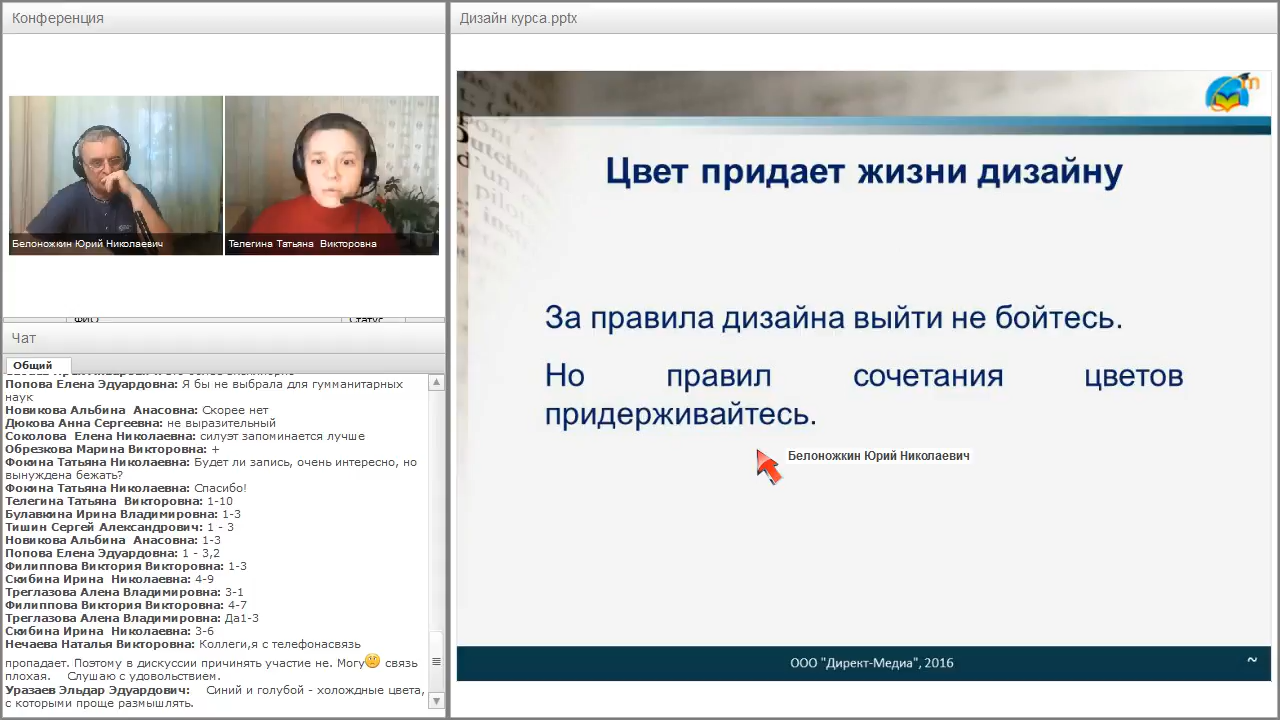 Конференция
Белоножкин Юрий Николаевич
Телегина Татьяна  Викторовна
ФИО
Статус
Чат
Общий
Попова Елена Эдуардовна: Я бы не выбрала для гумманитарных
наук
Новикова Альбина  Анасовна: Скорее нет
Дюкова Анна Сергеевна: не выразительный
Соколова  Елена Николаевна: силуэт запоминается лучше
Обрезкова Марина Викторовна: +
Фокина Татьяна Николаевна: Будет ли запись, очень интересно, но
вынуждена бежать?
Фокина Татьяна Николаевна: Спасибо!
Телегина Татьяна  Викторовна: 1-10
Булавкина Ирина Владимировна: 1-3
Тишин Сергей Александрович: 1 - 3
Новикова Альбина  Анасовна: 1-3
Попова Елена Эдуардовна: 1 - 3,2
Филиппова Виктория Викторовна: 1-3
Скибина Ирина  Николаевна: 4-9
Треглазова Алена Владимировна: 3-1
Филиппова Виктория Викторовна: 4-7
Треглазова Алена Владимировна: Да1-3
Скибина Ирина  Николаевна: 3-6
Нечаева Наталья Викторовна: Коллеги,я с телефонасвязь
пропадает. Поэтому в дискуссии причинять участие не. Могу связь
плохая.    Слушаю с удовольствием.
Уразаев Эльдар Эдуардович:    Синий и голубой - холождные цвета,
с которыми проще размышлять.
Дизайн курса.pptx
Цвет придает жизни дизайну
За правила дизайна выйти не бойтесь.
Но правил сочетания цветов
придерживайтесь.
Белоножкин Юрий Николаевич
ООО "Директ-Медиа", 2016
~